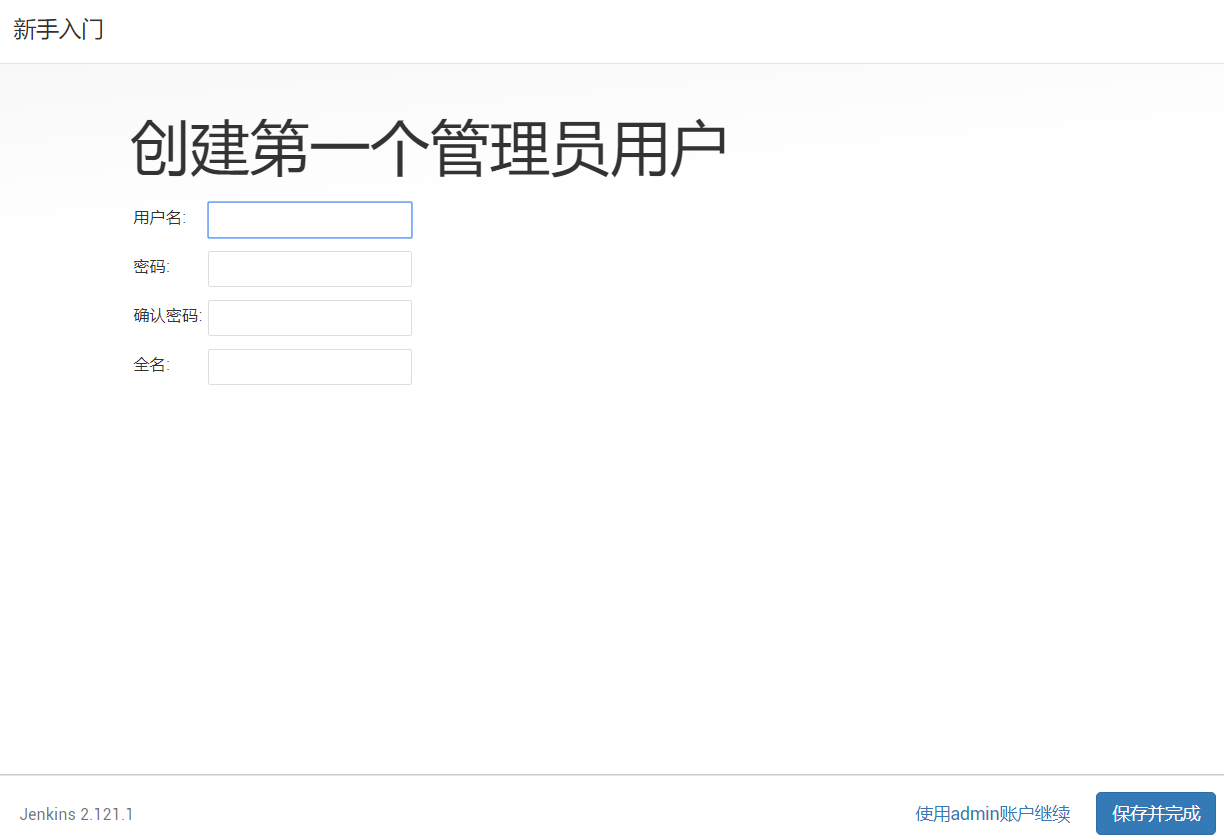 新手入门
创建第一个管理员用户
用户名:
密码:
确认密码:
全名:
Jenkins 2.121.1
使用admin账户继续
保存并完成